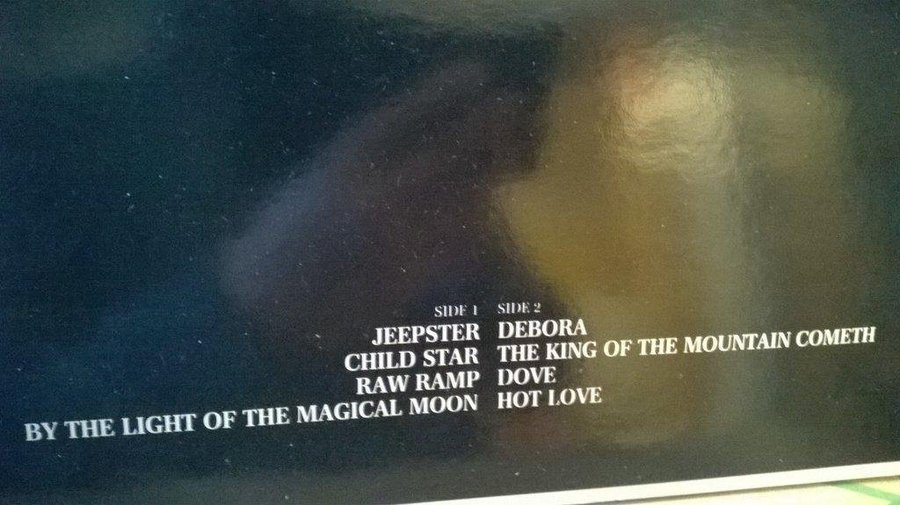 SIDE 1
JEEPSTER
CHILD STAR
RAW RAMP
BY THE LIGHT OF THE MAGICAL MOON
SIDE 2
DEBORA
THE KING OF THE MOUNTAIN COMETH
DOVE
HOT LOVE